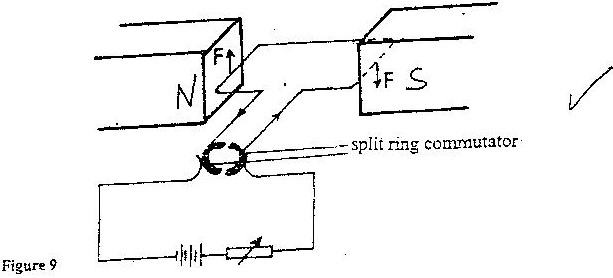 F
N
F S
split ring commutator
Figure 9